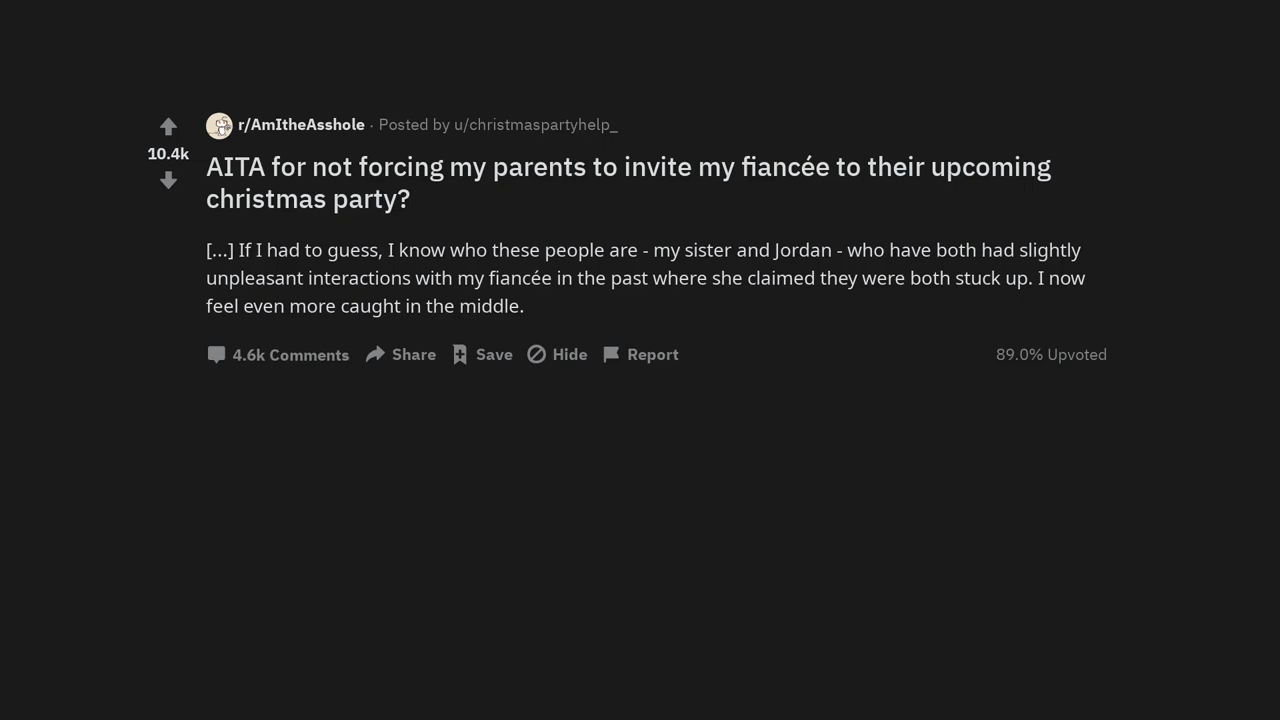 r/AmItheAsshole · Posted by u/christmaspartyhelp_
10.4k
AITA for not forcing my parents to invite my fiancée to their upcoming
christmas party?
[...] If I had to guess, I know who these people are - my sister and Jordan - who have both had slightly
unpleasant interactions with my fiancée in the past where she claimed they were both stuck up. I now
feel even more caught in the middle.
4.6k Comments Share Save Hide Report 89.0% Upvoted